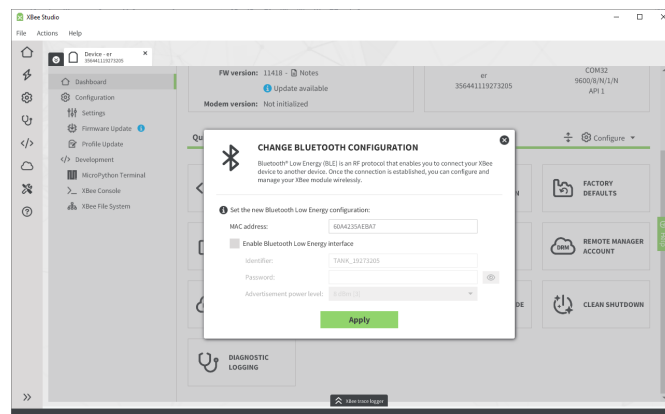 XBee Studio
File Actions Help
Device - er
356441119273205
Dashboard
Configuration
Settings
Firmware Update
Profile Update
Development
MicroPython Terminal
XBee Console
XBee File System
FW version: 11418 - Notes
Update available
Modem version: Not initialized
er
356441119273205
COM32
9600/8/N/1/N
API 1
Qu
Configure
CHANGE BLUETOOTH CONFIGURATION
Bluetooth® Low Energy (BLE) is an RF protocol that enables you to connect your XBee
device to another device. Once the connection is established, you can configure and
manage your XBee module wirelessly.
Set the new Bluetooth Low Energy configuration:
MAC address: 60A4235AEBA7
Enable Bluetooth Low Energy interface
Identifier: TANK_19273205
Password:
Advertisement power level:
Apply
N
FACTORY
DEFAULTS
DRM
REMOTE MANAGER
ACCOUNT
DE
CLEAN SHUTDOWN
DIAGNOSTIC
LOGGING
XBee trace logger